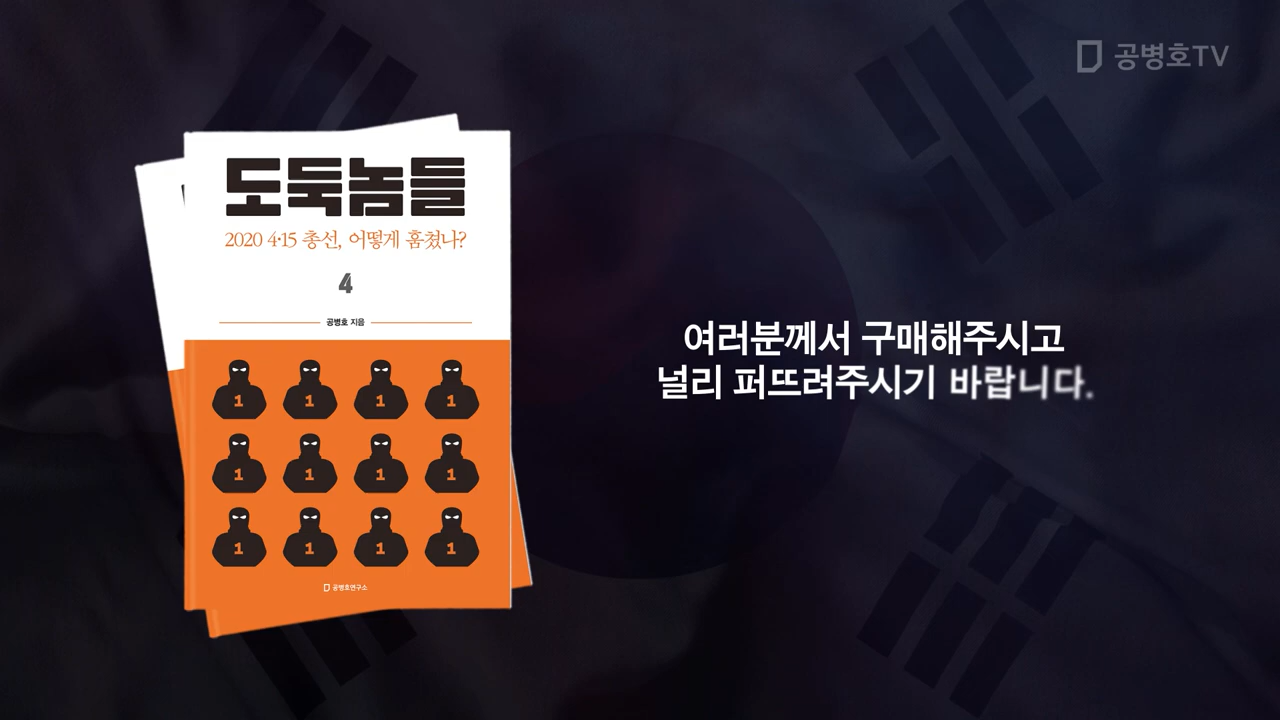 공병호TV
도둑놈들
2020 4·15 총선, 어떻게 훔쳤나?
4
공병호 지음
1 1 1 1
1 1 1 1
1 1 1 1
공병호연구소
여러분께서 구매해주시고
널리 퍼뜨려주시기 바랍니다.